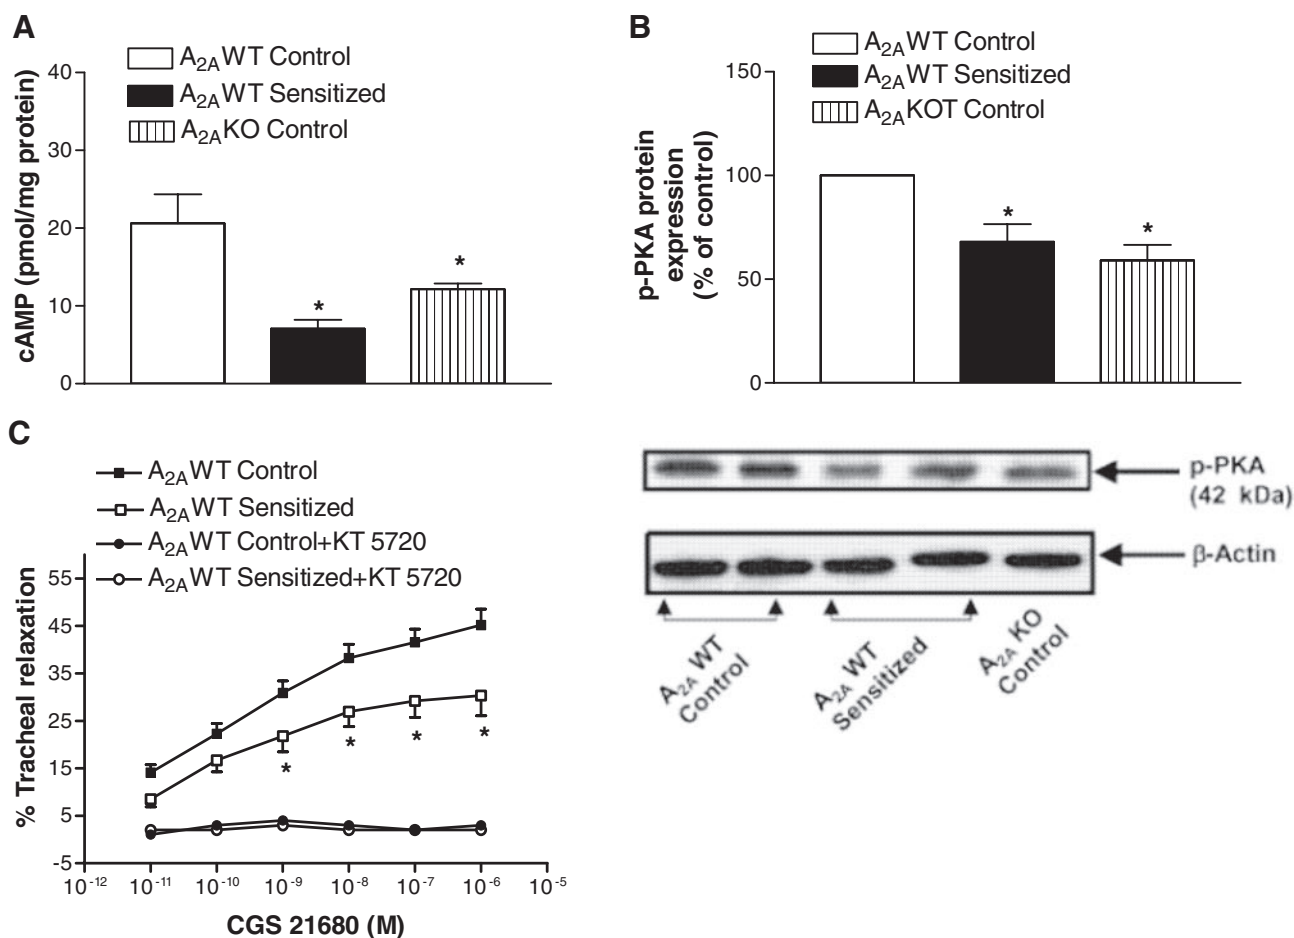 A
A2AWT Control
A2AWT Sensitized
A2AKO Control
cAMP (pmol/mg protein)
40
30
20
10
0
*
*
B
A2AWT Control
A2AWT Sensitized
A2AKOT Control
p-PKA protein
expression
(% of control)
150
100
50
0
*
*
p-PKA
(42 kDa)
β-Actin
A2A WT
Control
A2A WT
Sensitized
A2A KO
Control
C
A2AWT Control
A2AWT Sensitized
A2AWT Control+KT 5720
A2AWT Sensitized+KT 5720
% Tracheal relaxation
55
45
35
25
15
5
-5
* * * *
10-12 10-11 10-10 10-9 10-8 10-7 10-6 10-5
CGS 21680 (M)